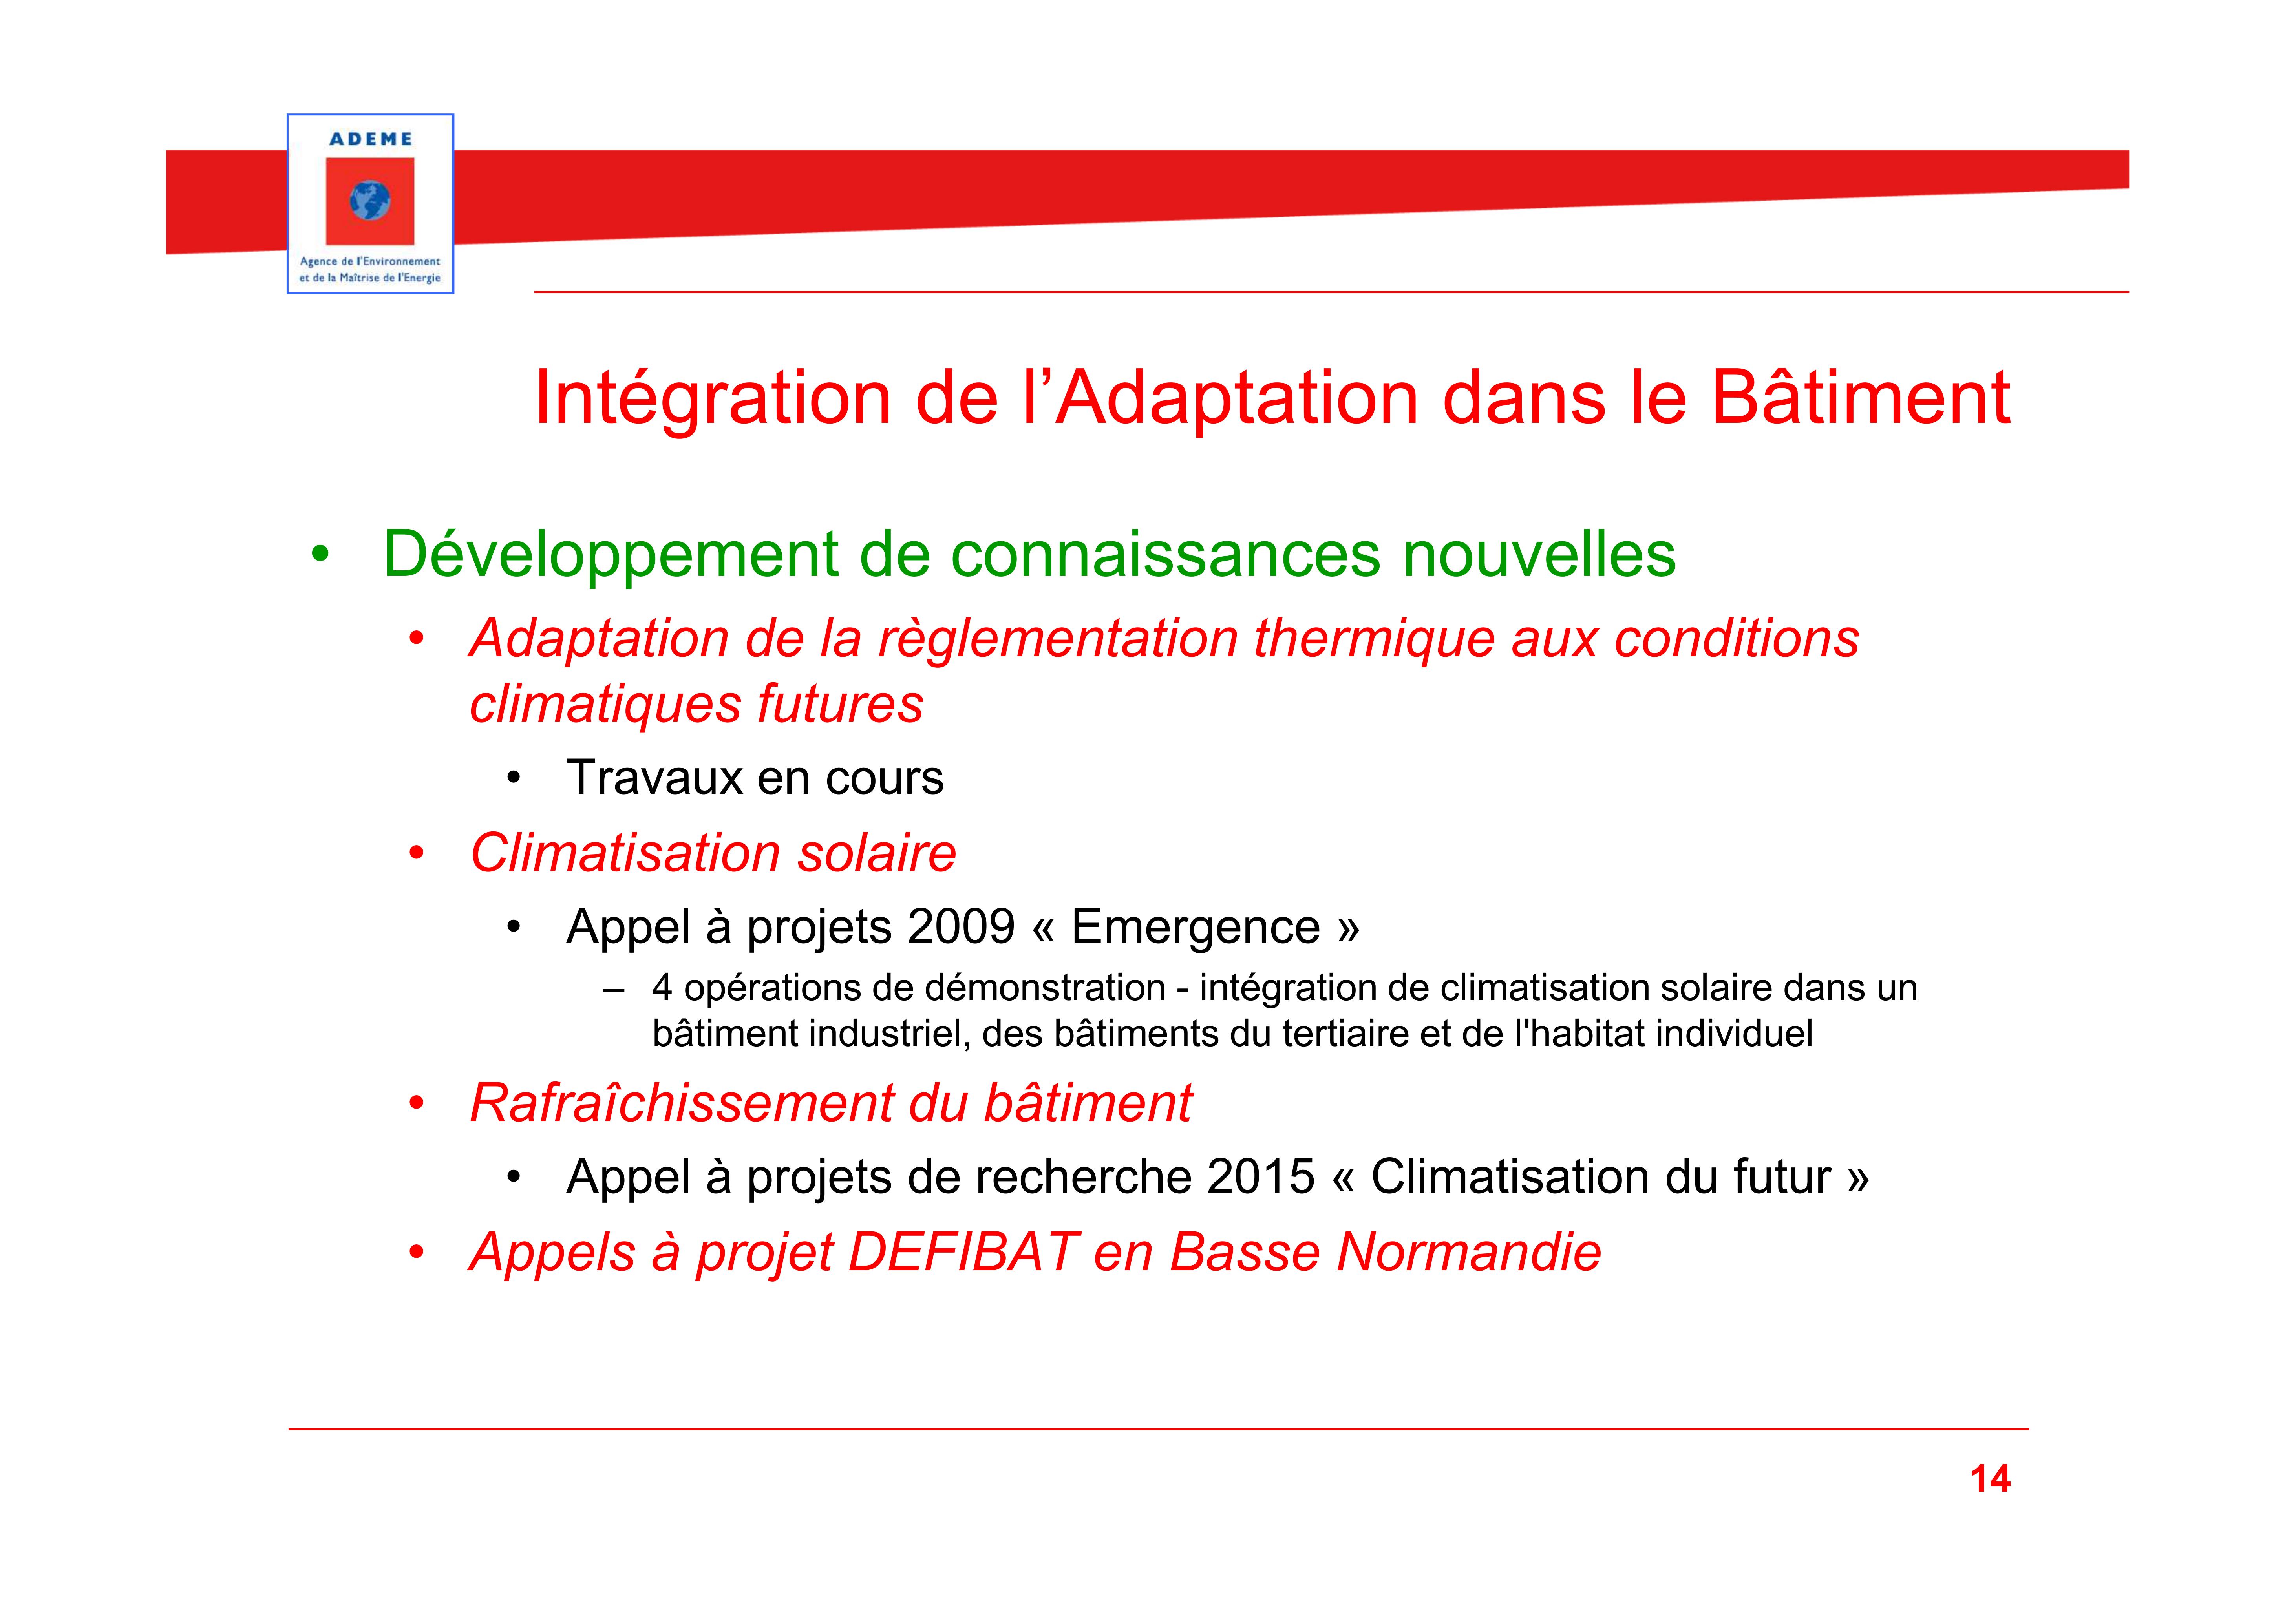 ADEME
Agence de l'Environnement
et de la Maîtrise de l'Energie
Intégration de l’Adaptation dans le Bâtiment
• Développement de connaissances nouvelles
• Adaptation de la règlementation thermique aux conditions
climatiques futures
• Travaux en cours
• Climatisation solaire
• Appel à projets 2009 « Emergence »
– 4 opérations de démonstration - intégration de climatisation solaire dans un
bâtiment industriel, des bâtiments du tertiaire et de l'habitat individuel
• Rafraîchissement du bâtiment
• Appel à projets de recherche 2015 « Climatisation du futur »
• Appels à projet DEFIBAT en Basse Normandie
14